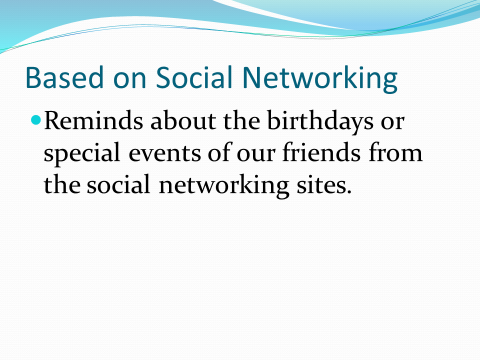 Based on Social Networking
Reminds about the birthdays or
special events of our friends from
the social networking sites.